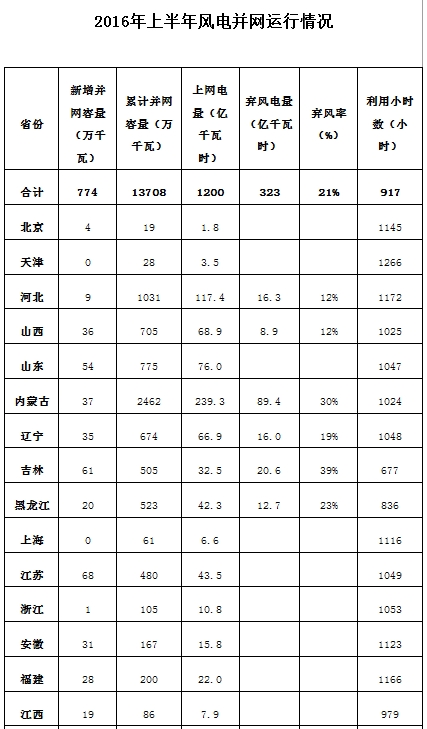 2016年上半年风电并网运行情况
省份 新增并网容量（万千瓦） 累计并网容量（万千瓦） 上网电量（亿千瓦时） 弃风电量（亿千瓦时） 弃风率（%） 利用小时数（小时）
合计 774 13708 1200 323 21% 917
北京 4 19 1.8 1145
天津 0 28 3.5 1266
河北 9 1031 117.4 16.3 12% 1172
山西 36 705 68.9 8.9 12% 1025
山东 54 775 76.0 1047
内蒙古 37 2462 239.3 89.4 30% 1024
辽宁 35 674 66.9 16.0 19% 1048
吉林 61 505 32.5 20.6 39% 677
黑龙江 20 523 42.3 12.7 23% 836
上海 0 61 6.6 1116
江苏 68 480 43.5 1049
浙江 1 105 10.8 1053
安徽 31 167 15.8 1123
福建 28 200 22.0 1166
江西 19 86 7.9 979